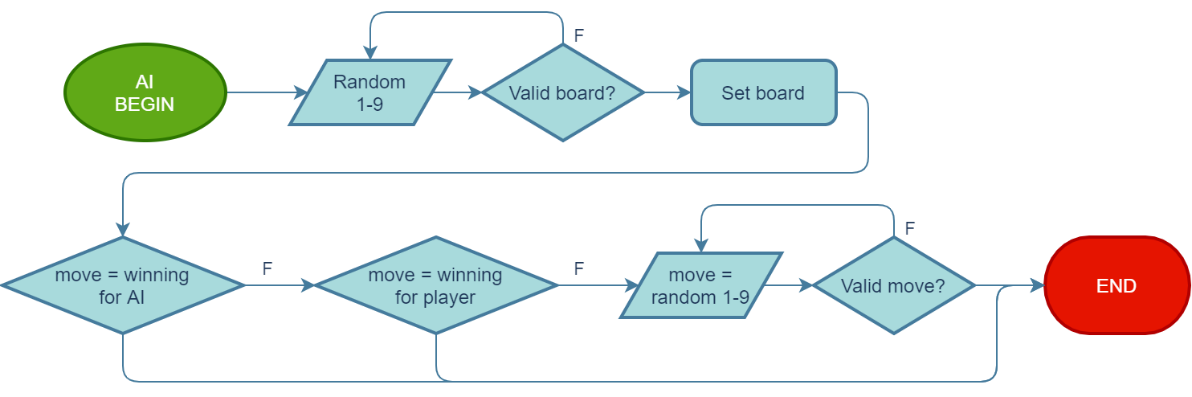 AI
BEGIN
Random
1-9
F
Valid board?
Set board
move = winning
for AI
F
move = winning
for player
F
move =
random 1-9
F
Valid move?
END